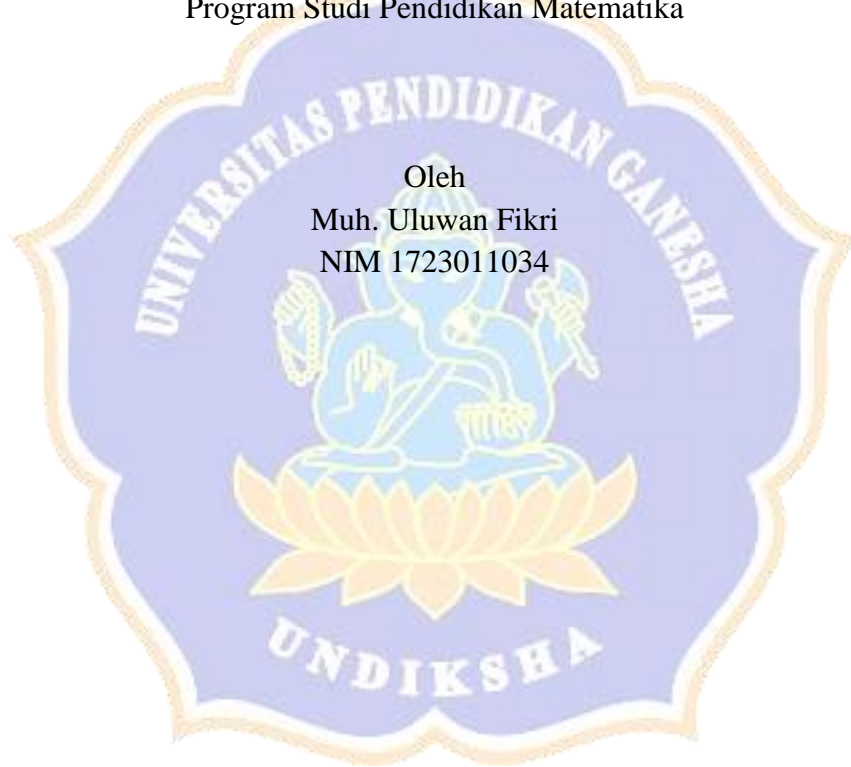 Program Studi Pendidikan Matematika
UNIVERSITAS PENDIDIKAN GANESHA
Oleh
Muh. Uluwan Fikri
NIM 1723011034
UNDIKSHA